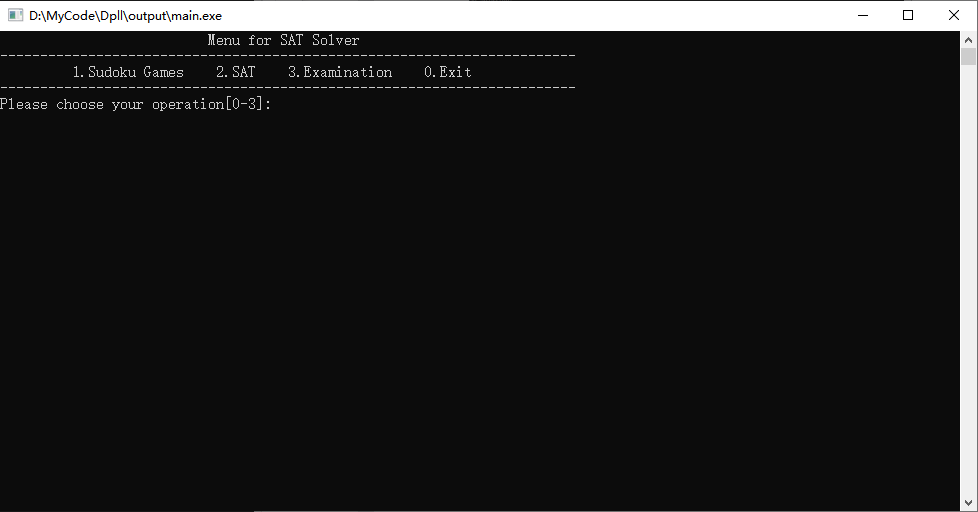 D:\MyCode\Dpll\output\main.exe
Menu for SAT Solver
------------------------------------------------------------------------
1.Sudoku Games    2.SAT    3.Examination    0.Exit
------------------------------------------------------------------------
Please choose your operation[0-3]: